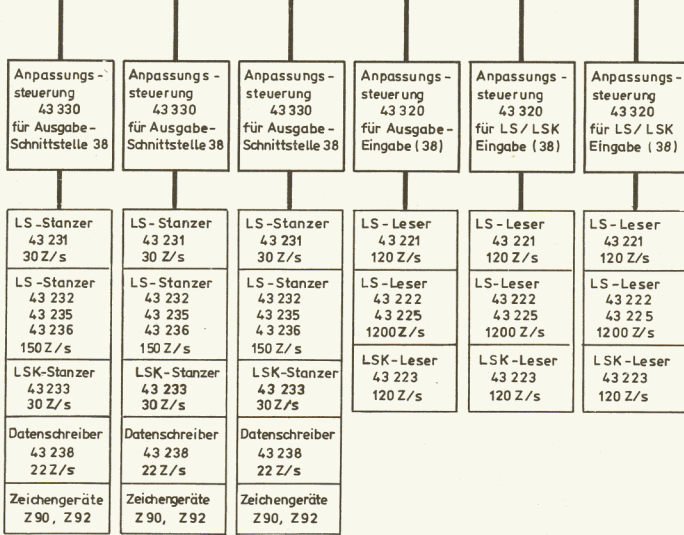 Anpassungs-
steuerung
43 330
für Ausgabe-
Schnittstelle 38
Anpassungs-
steuerung
43 330
für Ausgabe-
Schnittstelle 38
Anpassungs-
steuerung
43 330
für Ausgabe-
Schnittstelle 38
Anpassungs-
steuerung
43 320
für Ausgabe-
Eingabe (38)
Anpassungs-
steuerung
43 320
für LS/LSK
Eingabe (38)
Anpassungs-
steuerung
43 320
für LS/LSK
Eingabe (38)
LS-Stanzer
43 231
30 Z/s
LS-Stanzer
43 232
43 235
43 236
150 Z/s
LSK-Stanzer
43 233
30 Z/s
Datenschreiber
43 238
22 Z/s
Zeichengeräte
Z 90, Z 92
LS-Stanzer
43 231
30 Z/s
LS-Stanzer
43 232
43 235
43 236
150 Z/s
LSK-Stanzer
43 233
30 Z/s
Datenschreiber
43 238
22 Z/s
Zeichengeräte
Z 90, Z 92
LS-Stanzer
43 231
30 Z/s
LS-Stanzer
43 232
43 235
43 236
150 Z/s
LSK-Stanzer
43 233
30 Z/s
Datenschreiber
43 238
22 Z/s
Zeichengeräte
Z 90, Z 92
LS-Leser
43 221
120 Z/s
LS-Leser
43 222
43 225
1200 Z/s
LSK-Leser
43 223
120 Z/s
LS-Leser
43 221
120 Z/s
LS-Leser
43 222
43 225
1200 Z/s
LSK-Leser
43 223
120 Z/s
LS-Leser
43 221
120 Z/s
LS-Leser
43 222
43 225
1200 Z/s
LSK-Leser
43 223
120 Z/s